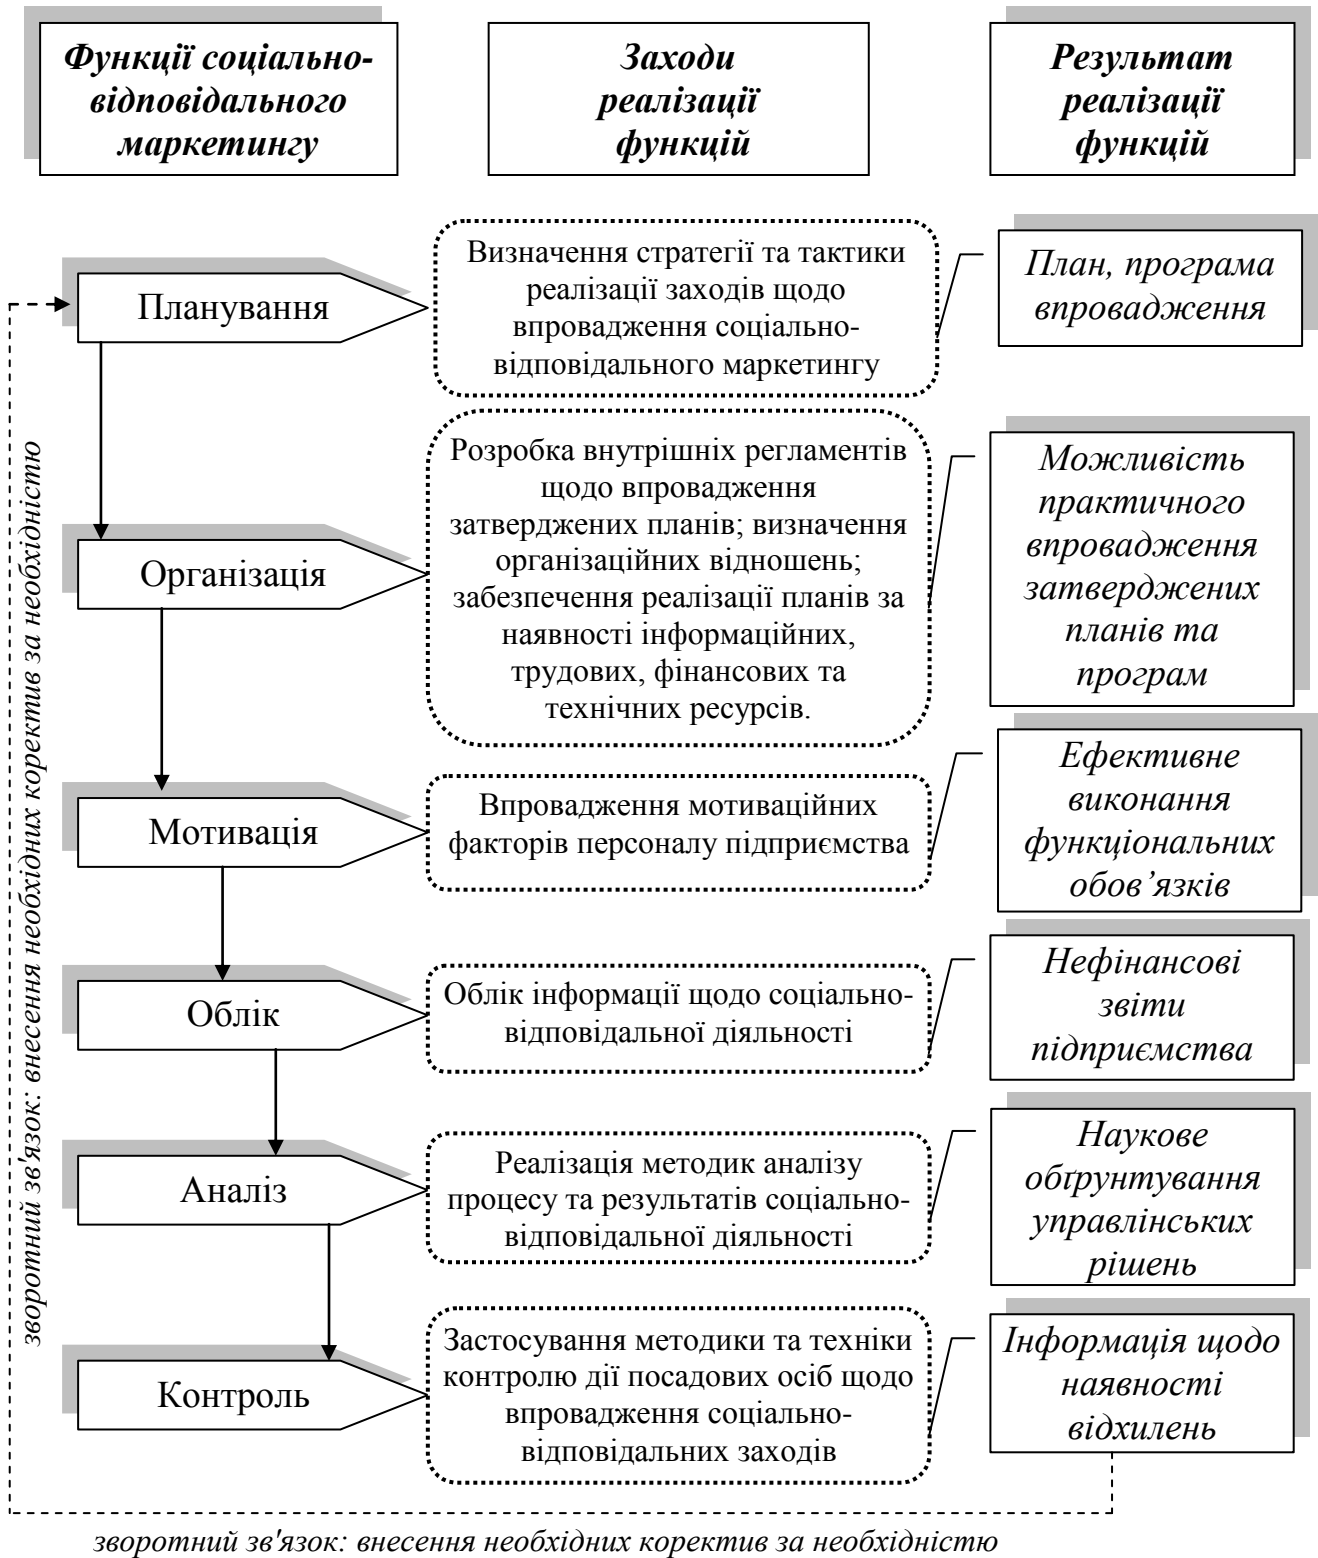 Функції соціально-
відповідального
маркетингу
Заходи
реалізації
функцій
Результат
реалізації
функцій
Планування
Визначення стратегії та тактики
реалізації заходів щодо
впровадження соціально-
відповідального маркетингу
План, програма
впровадження
Організація
Розробка внутрішніх регламентів
щодо впровадження
затверджених планів; визначення
організаційних відношень;
забезпечення реалізації планів за
наявності інформаційних,
трудових, фінансових та
технічних ресурсів.
Можливість
практичного
впровадження
затверджених
планів та
програм
Мотивація
Впровадження мотиваційних
факторів персоналу підприємства
Ефективне
виконання
функціональних
обов’язків
Облік
Облік інформації щодо соціально-
відповідальної діяльності
Нефінансові
звіти
підприємства
Аналіз
Реалізація методик аналізу
процесу та результатів соціально-
відповідальної діяльності
Наукове
обґрунтування
управлінських
рішень
Контроль
Застосування методики та техніки
контролю дії посадових осіб щодо
впровадження соціально-
відповідальних заходів
Інформація щодо
наявності
відхилень
зворотний зв'язок: внесення необхідних коректив за необхідністю
зворотний зв'язок: внесення необхідних коректив за необхідністю